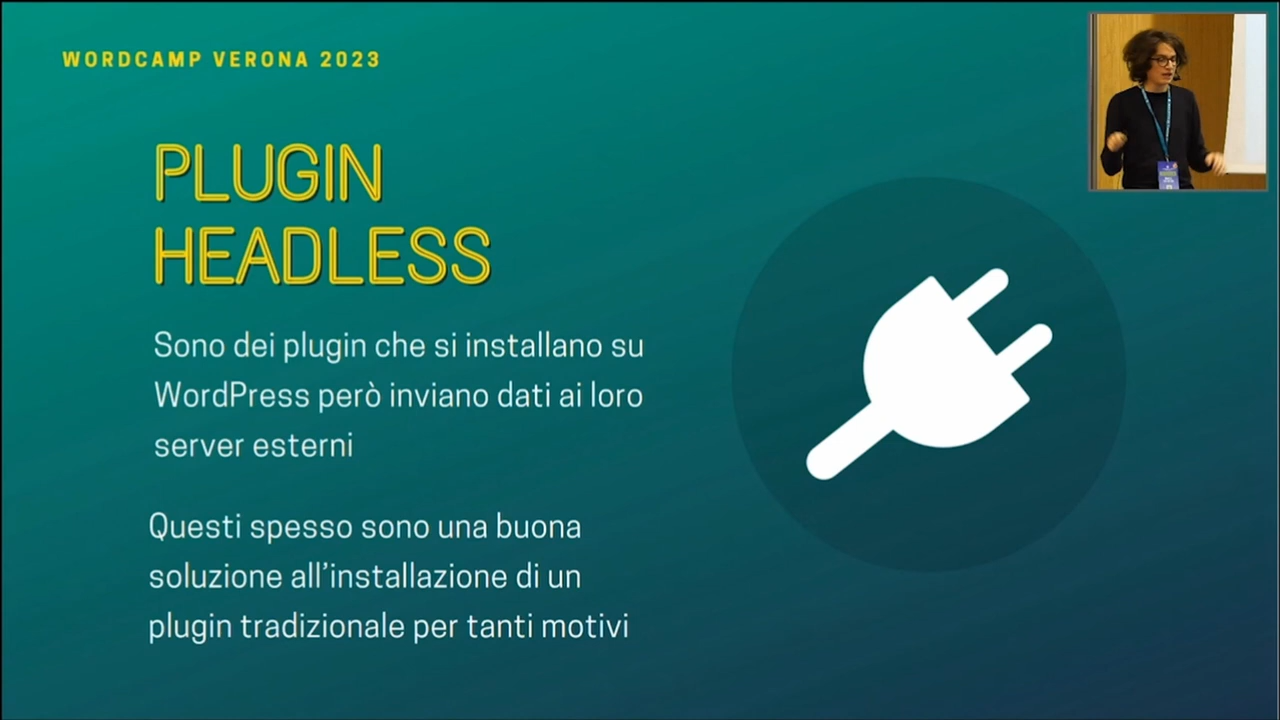 WORDCAMP VERONA 2023
PLUGIN
HEADLESS
Sono dei plugin che si installano su
WordPress però inviano dati ai loro
server esterni
Questi spesso sono una buona
soluzione all’installazione di un
plugin tradizionale per tanti motivi